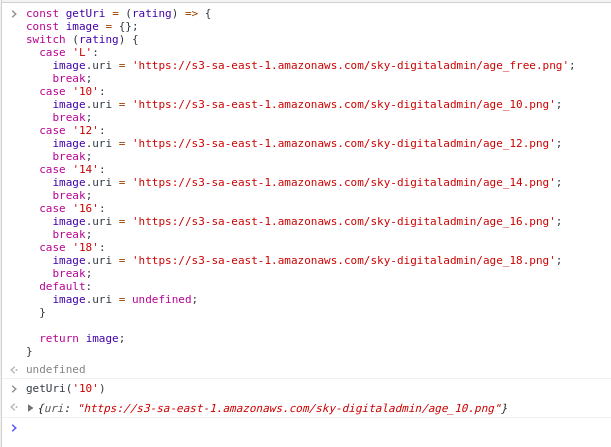 const getUri = (rating) => {
const image = {};
switch (rating) {
  case 'L':
    image.uri = 'https://s3-sa-east-1.amazonaws.com/sky-digitaladmin/age_free.png';
    break;
  case '10':
    image.uri = 'https://s3-sa-east-1.amazonaws.com/sky-digitaladmin/age_10.png';
    break;
  case '12':
    image.uri = 'https://s3-sa-east-1.amazonaws.com/sky-digitaladmin/age_12.png';
    break;
  case '14':
    image.uri = 'https://s3-sa-east-1.amazonaws.com/sky-digitaladmin/age_14.png';
    break;
  case '16':
    image.uri = 'https://s3-sa-east-1.amazonaws.com/sky-digitaladmin/age_16.png';
    break;
  case '18':
    image.uri = 'https://s3-sa-east-1.amazonaws.com/sky-digitaladmin/age_18.png';
    break;
  default:
    image.uri = undefined;
  }

  return image;
}
undefined
getUri('10')
{uri: "https://s3-sa-east-1.amazonaws.com/sky-digitaladmin/age_10.png"}